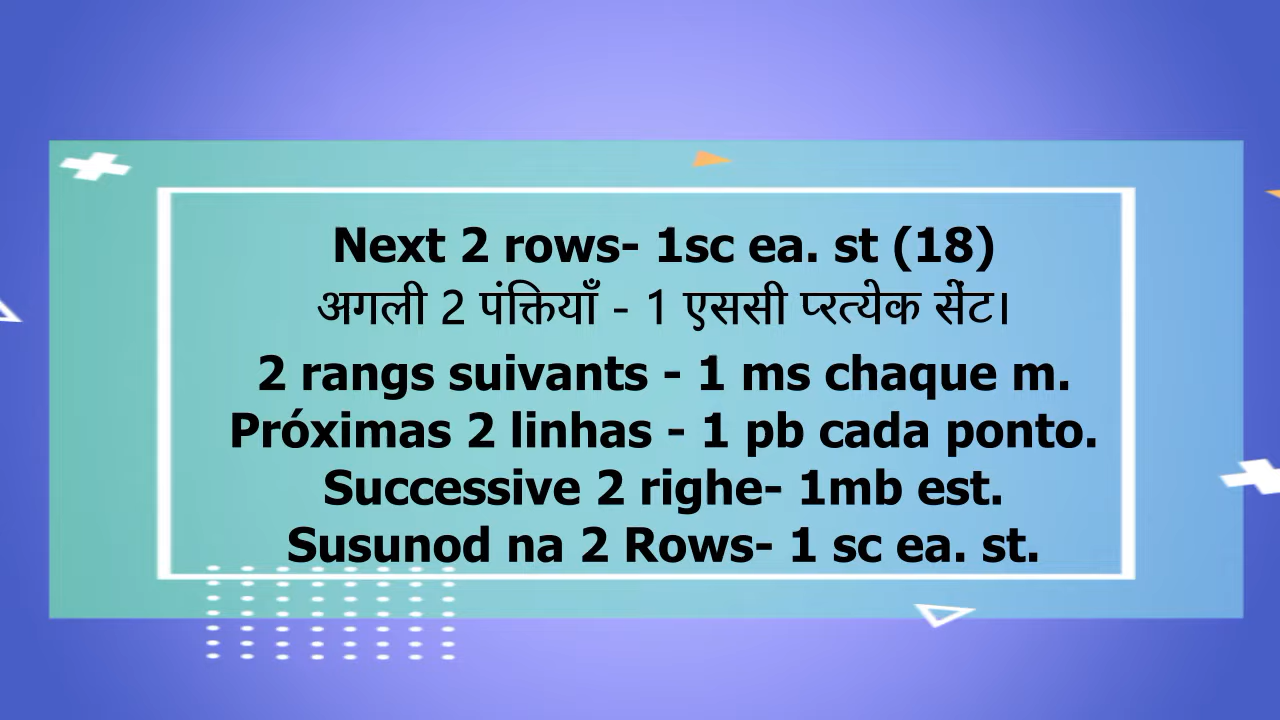 Next 2 rows- 1sc ea. st (18)
अगली 2 पंक्तियाँ - 1 एससी प्रत्येक सेंट।
2 rangs suivants - 1 ms chaque m.
Próximas 2 linhas - 1 pb cada ponto.
Successive 2 righe- 1mb est.
Susunod na 2 Rows- 1 sc ea. st.